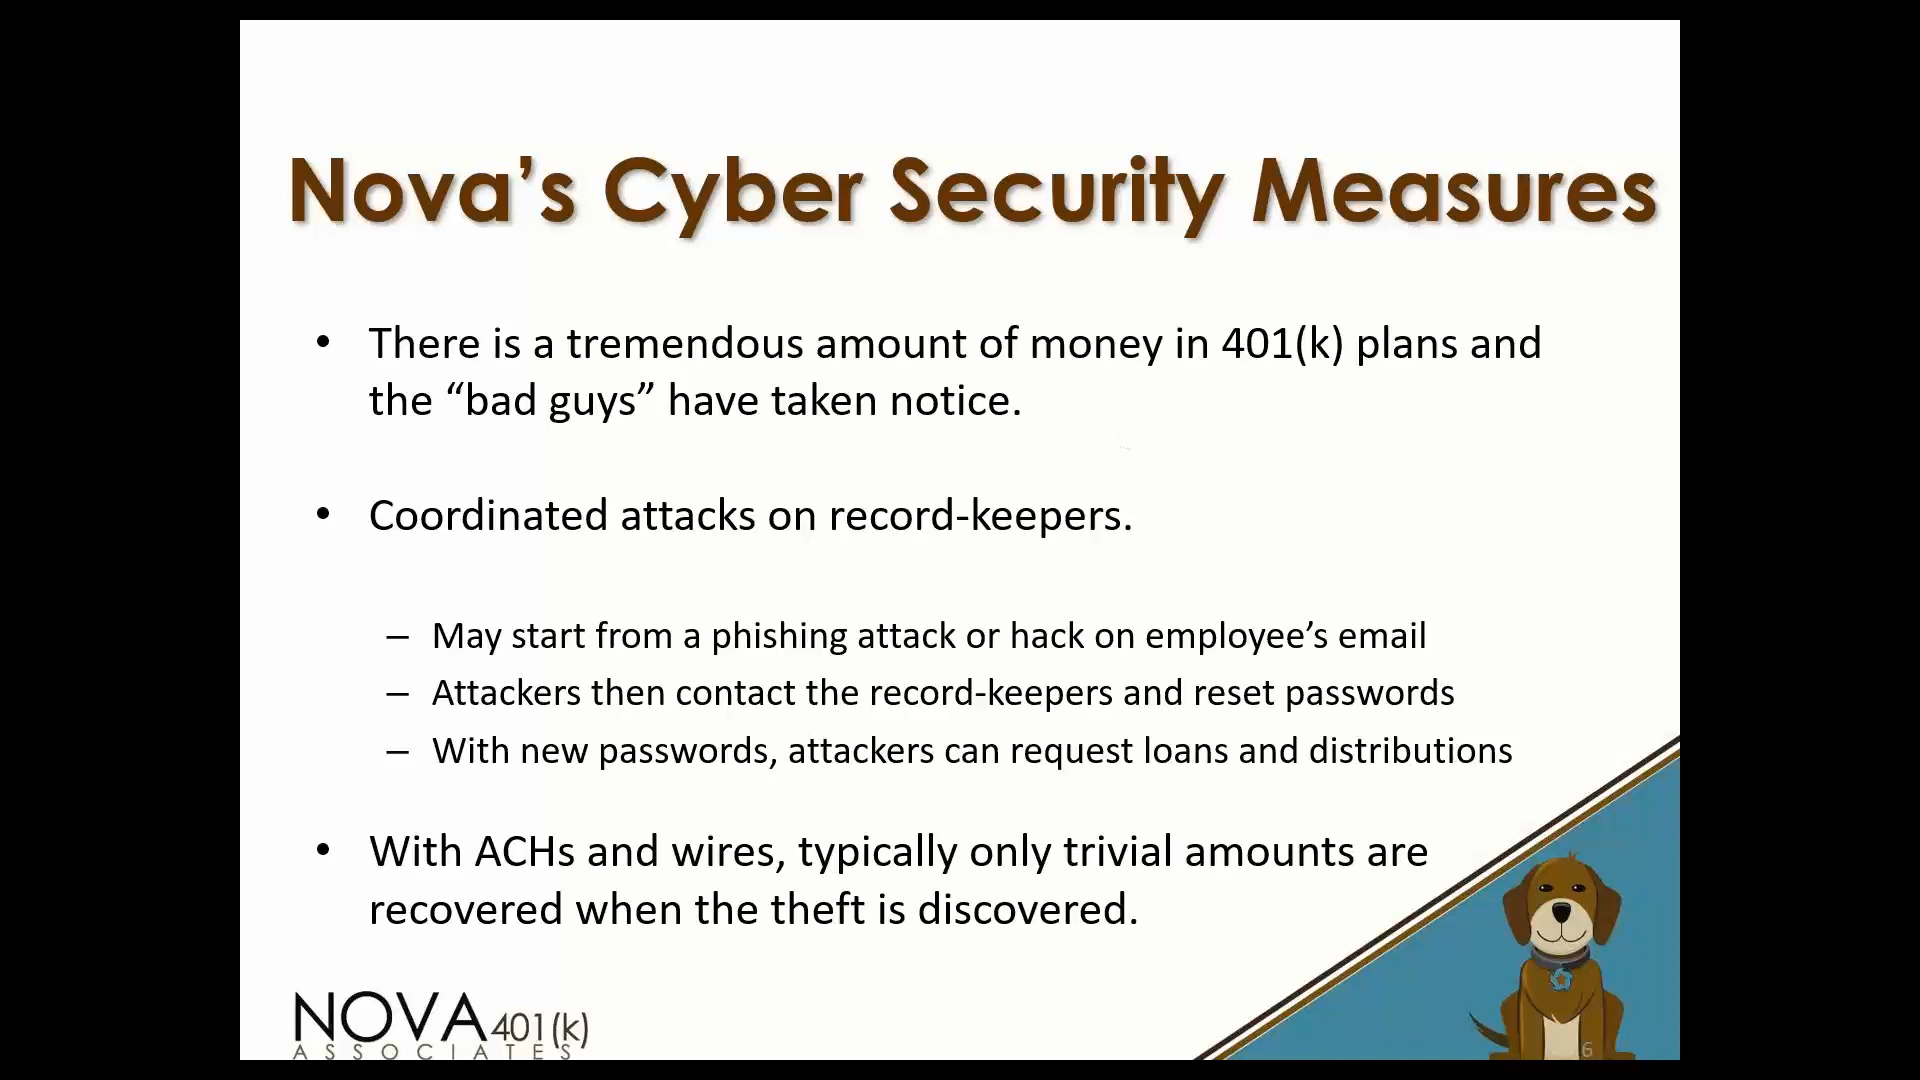 Nova’s Cyber Security Measures
• There is a tremendous amount of money in 401(k) plans and
the “bad guys” have taken notice.
• Coordinated attacks on record-keepers.
– May start from a phishing attack or hack on employee’s email
– Attackers then contact the record-keepers and reset passwords
– With new passwords, attackers can request loans and distributions
• With ACHs and wires, typically only trivial amounts are
recovered when the theft is discovered.
NOVA 401(k)
ASSOCIATES
6